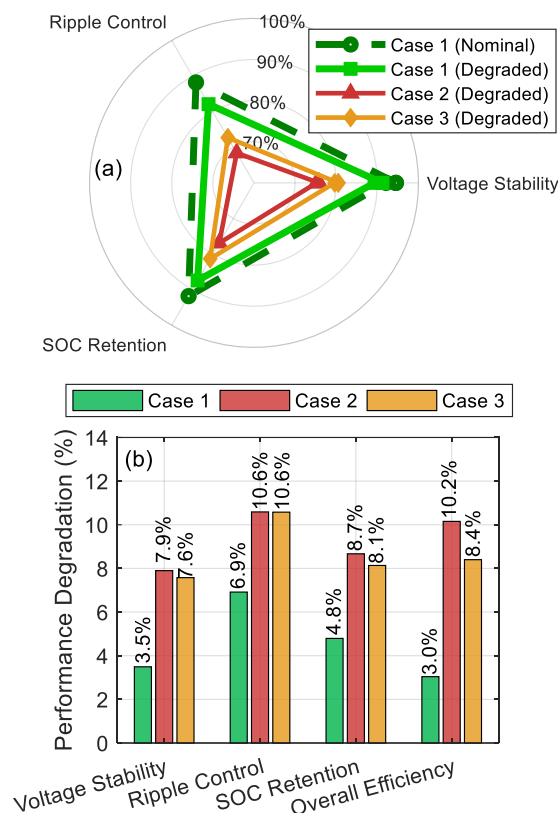 Ripple Control
100%
90%
80%
70%
Case 1 (Nominal)
Case 1 (Degraded)
Case 2 (Degraded)
Case 3 (Degraded)
(a)
Voltage Stability
SOC Retention
Case 1
Case 2
Case 3
(b)
Performance Degradation (%)
14
12
10
8
6
4
2
0
3.5%
7.9%
7.6%
6.9%
10.6%
10.6%
4.8%
8.7%
8.1%
3.0%
10.2%
8.4%
Voltage Stability
Ripple Control
SOC Retention
Overall Efficiency